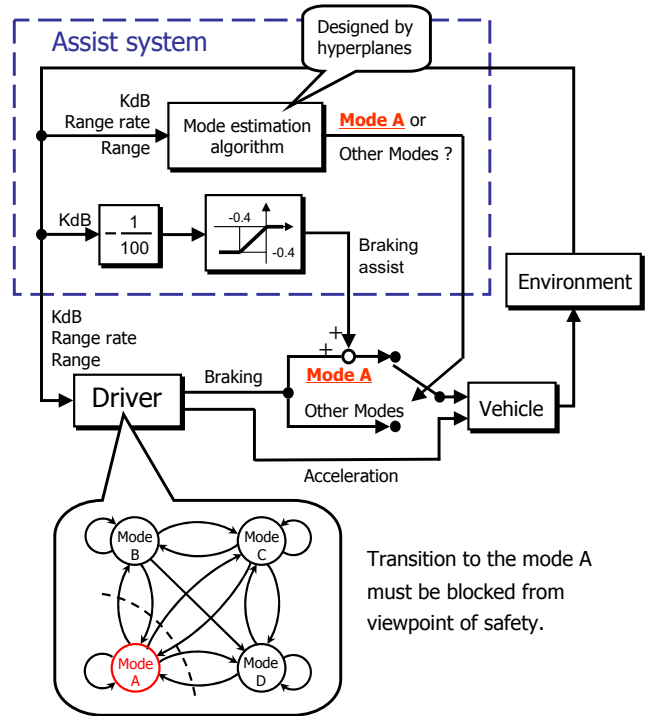 Designed by
hyperplanes
Assist system
KdB
Range rate
Range
Mode estimation
algorithm
Mode A or
Other Modes ?
KdB
1
−
100
-0.4
-0.4
Braking
assist
Environment
KdB
Range rate
Range
+
+
Driver
Braking
Mode A
Other Modes
Vehicle
Acceleration
Mode
B
Mode
C
Mode
A
Mode
D
Transition to the mode A
must be blocked from
viewpoint of safety.